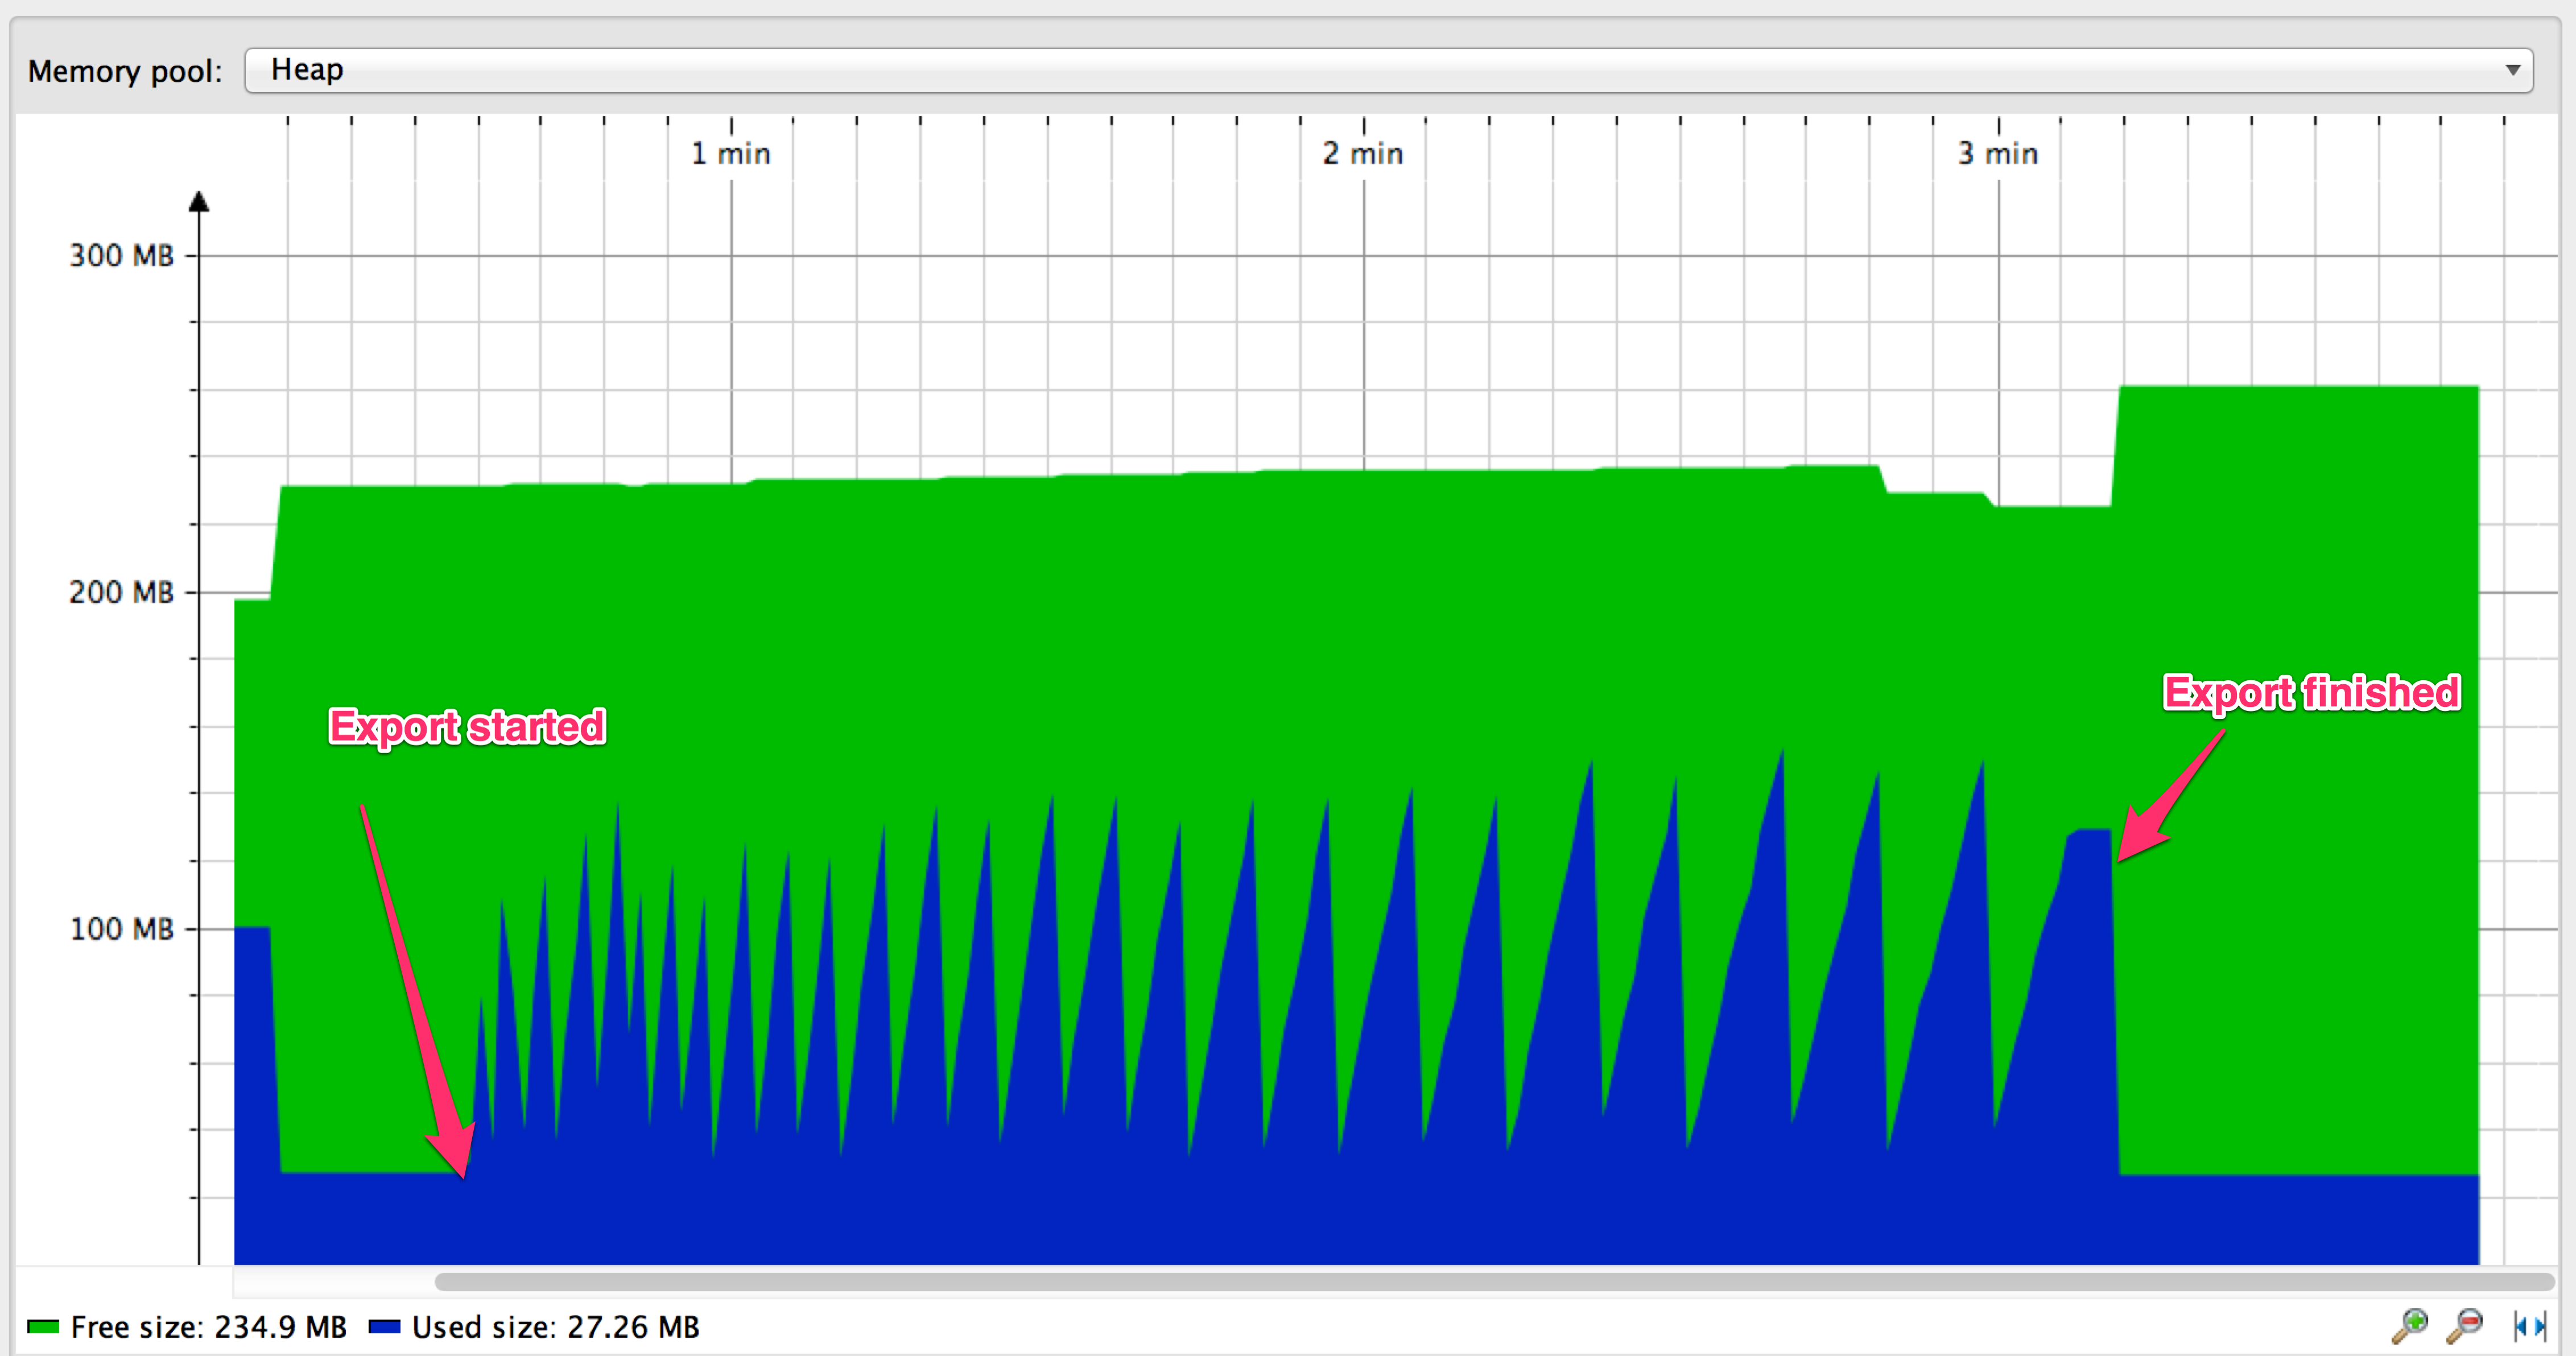 Memory pool: Heap
1 min 2 min 3 min
300 MB
200 MB
Export finished
Export started
100 MB
Free size: 234.9 MB Used size: 27.26 MB